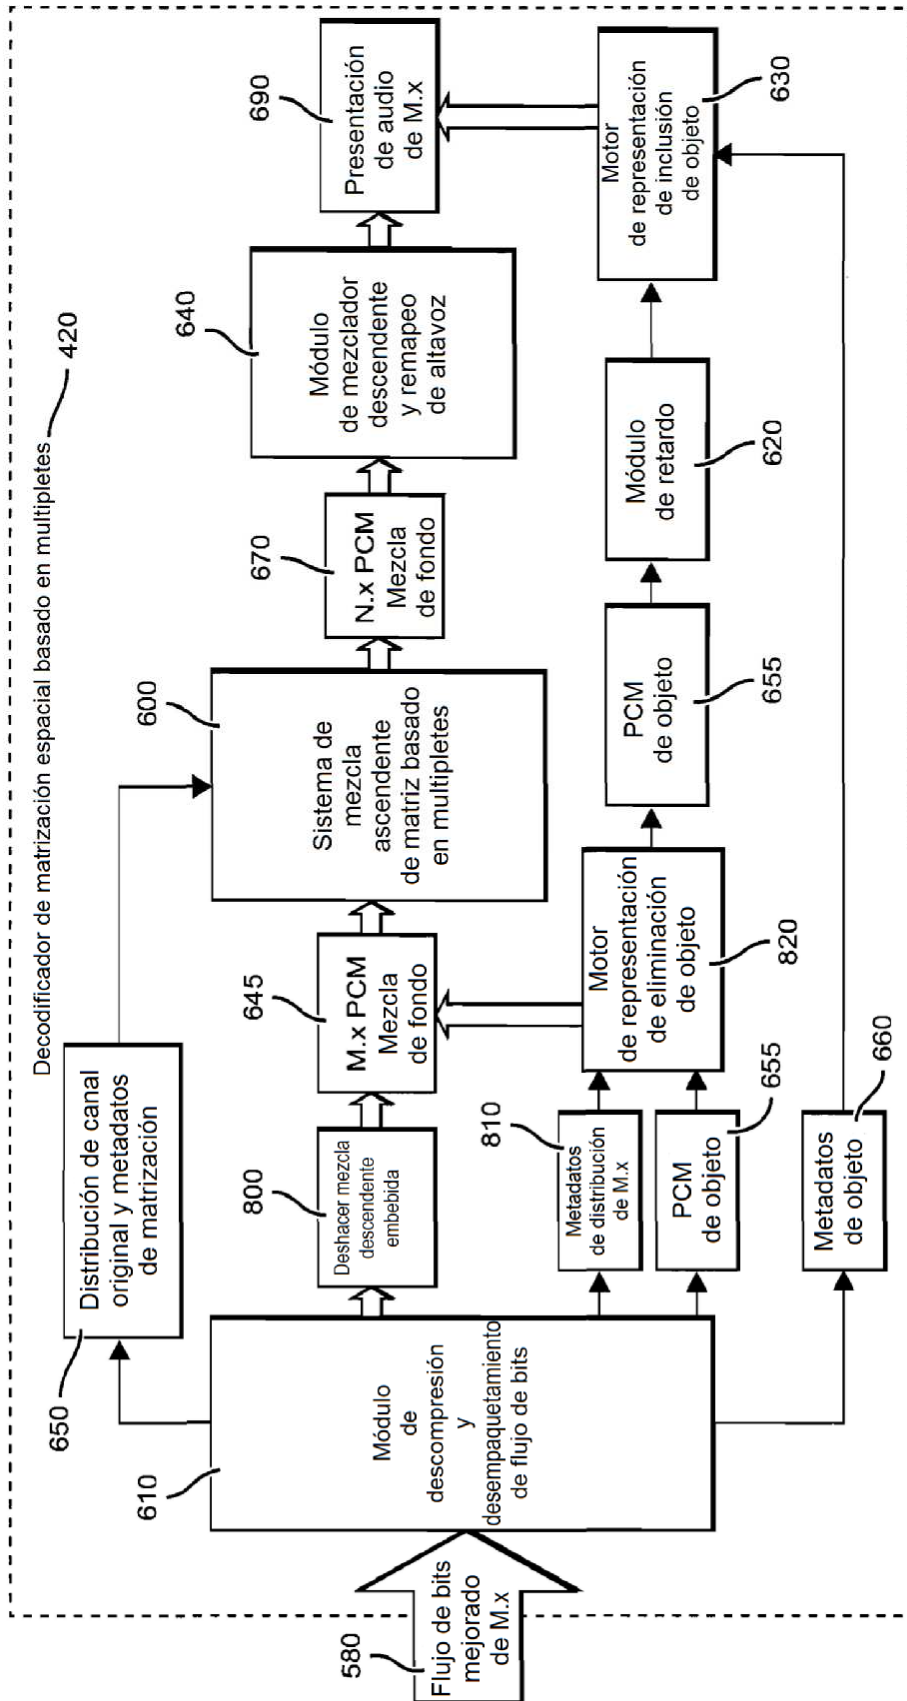 Decodificador de matrización espacial basado en multipletes
420
580
Flujo de bits
mejorado
de M.x
610
Módulo
de
descompresión
y
desempaquetamiento
de flujo de bits
650
Distribución de canal
original y metadatos
de matrización
800
Deshacer mezcla
descendente
embebida
645
M.x PCM
Mezcla
de fondo
600
Sistema de
mezcla
ascendente
de matriz basado
en multipletes
670
N.x PCM
Mezcla
de fondo
640
Módulo
de mezclador
descendente
y remapeo
de altavoz
690
Presentación
de audio
de M.x
810
Metadatos
de distribución
de M.x
PCM
de objeto
655
Motor
de representación
de eliminación
de objeto
820
PCM
de objeto
655
Módulo
de retardo
620
Motor
de representación
de inclusión
de objeto
630
Metadatos
de objeto
660